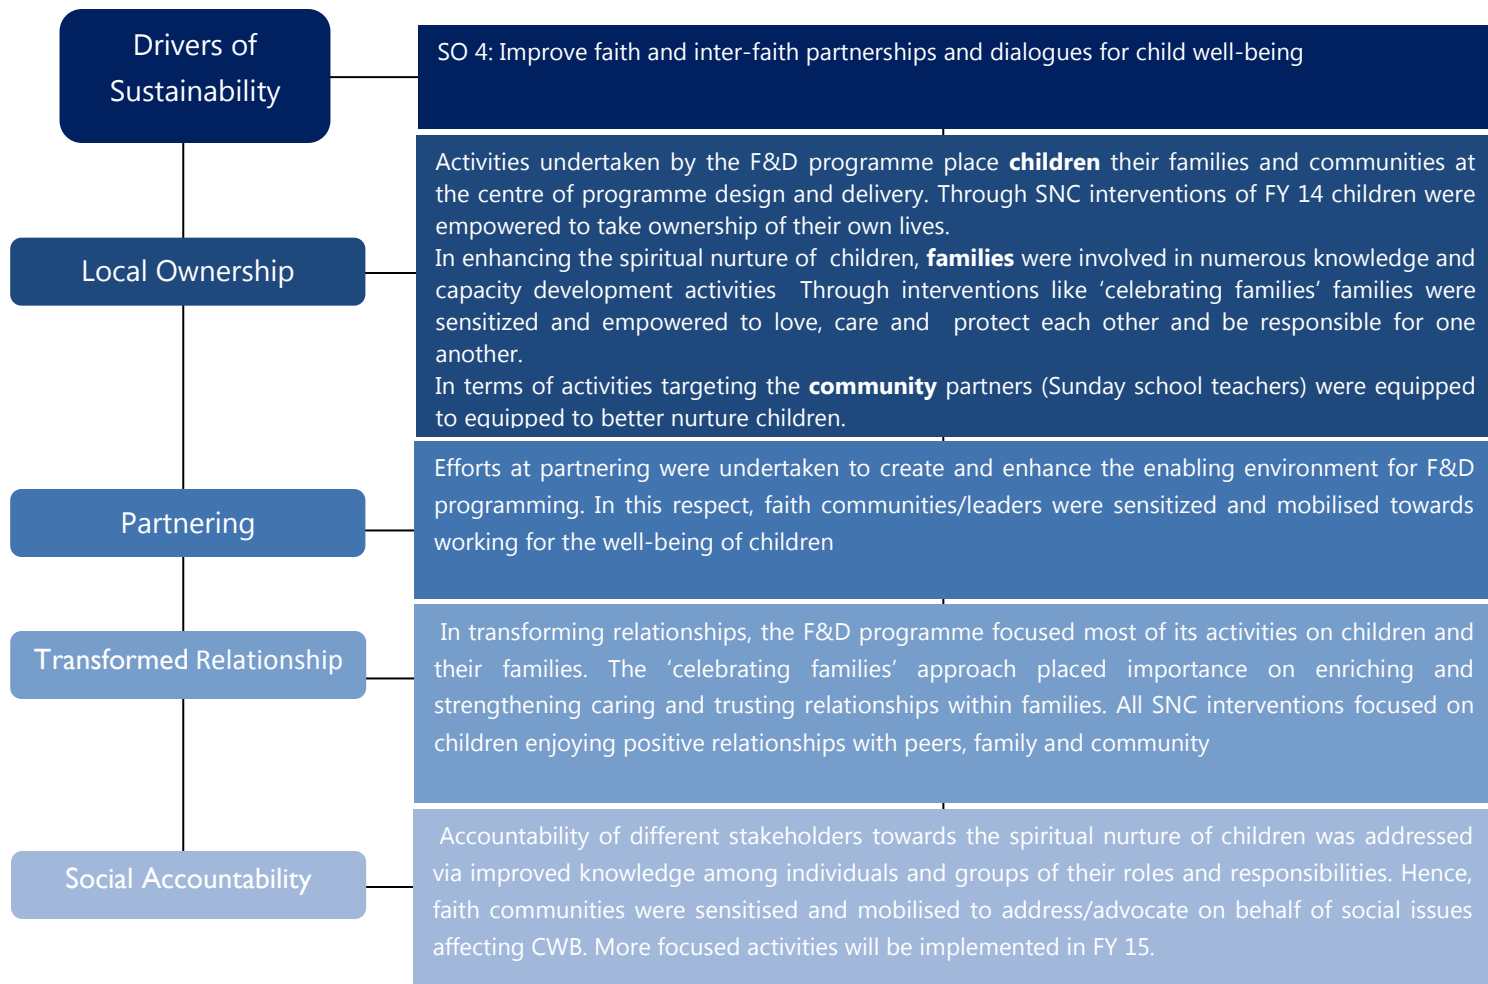 Drivers of
Sustainability
SO 4: Improve faith and inter-faith partnerships and dialogues for child well-being
Local Ownership
Activities undertaken by the F&D programme place children their families and communities at
the centre of programme design and delivery. Through SNC interventions of FY 14 children were
empowered to take ownership of their own lives.
In enhancing the spiritual nurture of children, families were involved in numerous knowledge and
capacity development activities Through interventions like ‘celebrating families’ families were
sensitized and empowered to love, care and protect each other and be responsible for one
another.
In terms of activities targeting the community partners (Sunday school teachers) were equipped
to equipped to better nurture children.
Partnering
Efforts at partnering were undertaken to create and enhance the enabling environment for F&D
programming. In this respect, faith communities/leaders were sensitized and mobilised towards
working for the well-being of children
Transformed Relationship
In transforming relationships, the F&D programme focused most of its activities on children and
their families. The ‘celebrating families’ approach placed importance on enriching and
strengthening caring and trusting relationships within families. All SNC interventions focused on
children enjoying positive relationships with peers, family and community
Social Accountability
Accountability of different stakeholders towards the spiritual nurture of children was addressed
via improved knowledge among individuals and groups of their roles and responsibilities. Hence,
faith communities were sensitised and mobilised to address/advocate on behalf of social issues
affecting CWB. More focused activities will be implemented in FY 15.